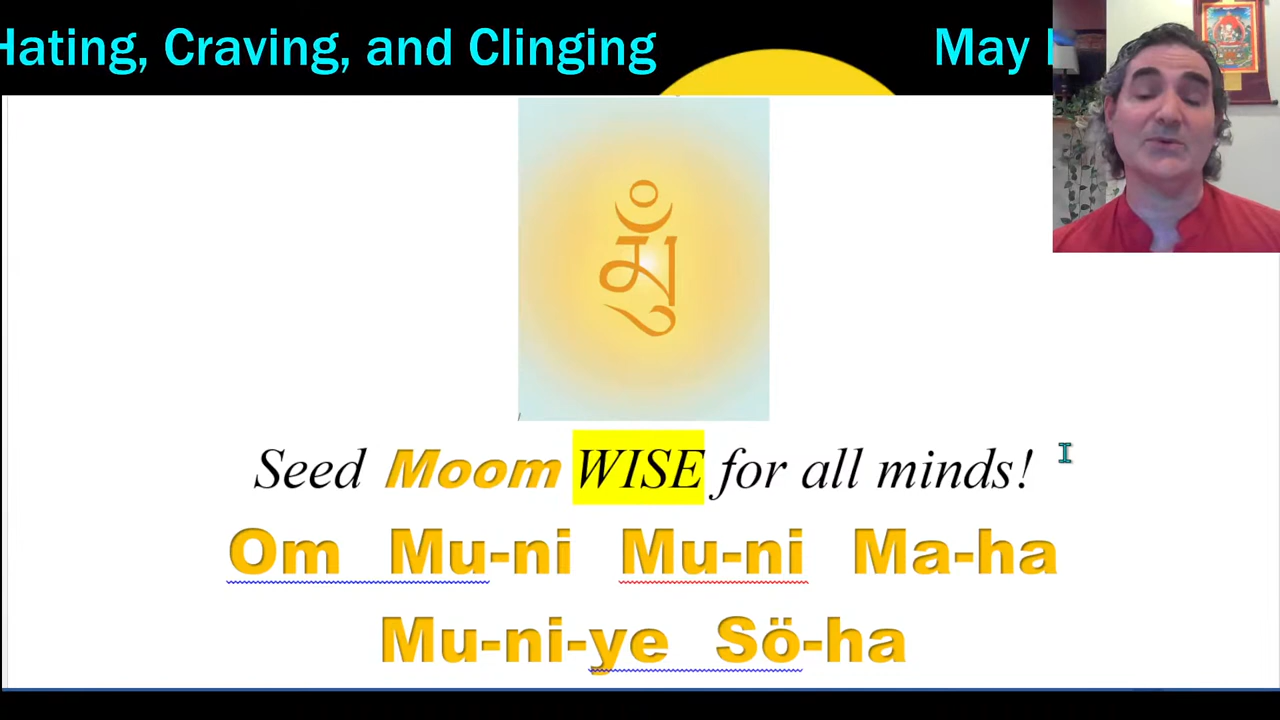 Hating, Craving, and Clinging May
མུྃ
Seed Moom WISE for all minds!
Om Mu-ni Mu-ni Ma-ha
Mu-ni-ye Sö-ha